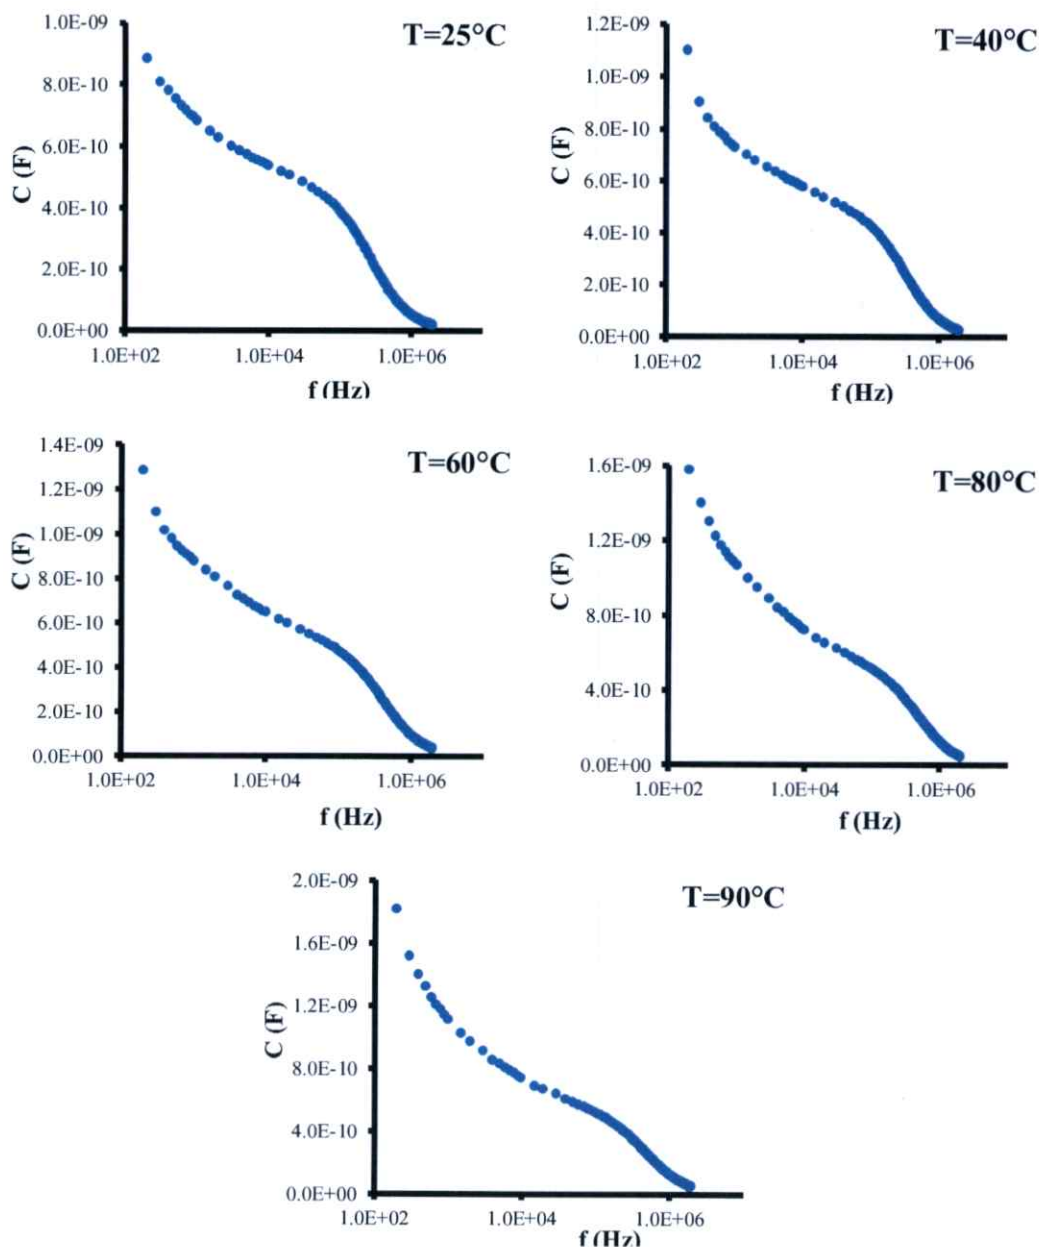 T=25°C
1.0E-09
8.0E-10
6.0E-10
4.0E-10
2.0E-10
0.0E+00
C (F)
1.0E+02 1.0E+04 1.0E+06
f (Hz)
T=40°C
1.2E-09
1.0E-09
8.0E-10
6.0E-10
4.0E-10
2.0E-10
0.0E+00
C (F)
1.0E+02 1.0E+04 1.0E+06
f (Hz)
T=60°C
1.4E-09
1.2E-09
1.0E-09
8.0E-10
6.0E-10
4.0E-10
2.0E-10
0.0E+00
C (F)
1.0E+02 1.0E+04 1.0E+06
f (Hz)
T=80°C
1.6E-09
1.2E-09
8.0E-10
4.0E-10
0.0E+00
C (F)
1.0E+02 1.0E+04 1.0E+06
f (Hz)
T=90°C
2.0E-09
1.6E-09
1.2E-09
8.0E-10
4.0E-10
0.0E+00
C (F)
1.0E+02 1.0E+04 1.0E+06
f (Hz)